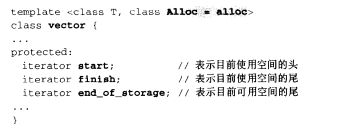 template <class T, class Alloc = alloc>
class vector {
...
protected:
iterator start; // 表示目前使用空间的头
iterator finish; // 表示目前使用空间的尾
iterator end_of_storage; // 表示目前可用空间的尾
...
}